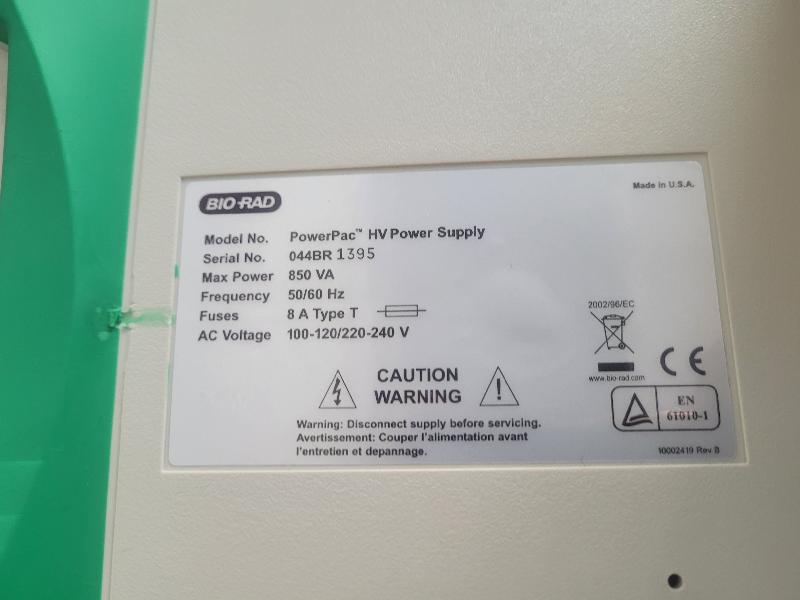 BIO-RAD
Made in U.S.A.
Model No. PowerPac™ HV Power Supply
Serial No. 044BR 1395
Max Power 850 VA
Frequency 50/60 Hz
Fuses 8 A Type T
AC Voltage 100-120/220-240 V
2002/96/EC
www.bio-rad.com
CE
CAUTION
WARNING
EN
61010-1
Warning: Disconnect supply before servicing.
Avertissement: Couper l'alimentation avant
l'entretien et depannage.
10002419 Rev B